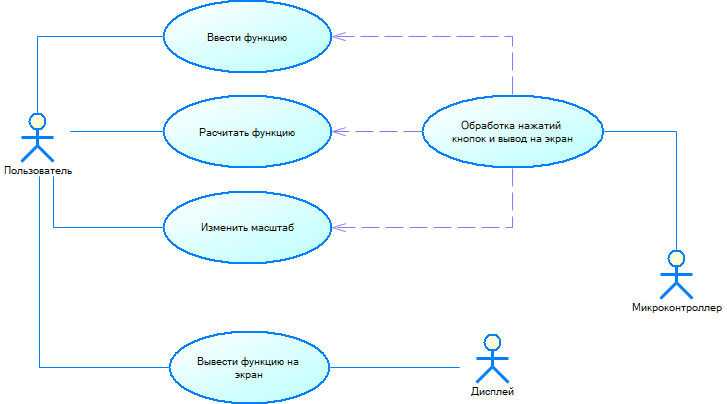 Ввести функцию
Расчитать функцию
Обработка нажатий
кнопок и вывод на экран
Пользователь
Изменить масштаб
Микроконтроллер
Вывести функцию на
экран
Дисплей